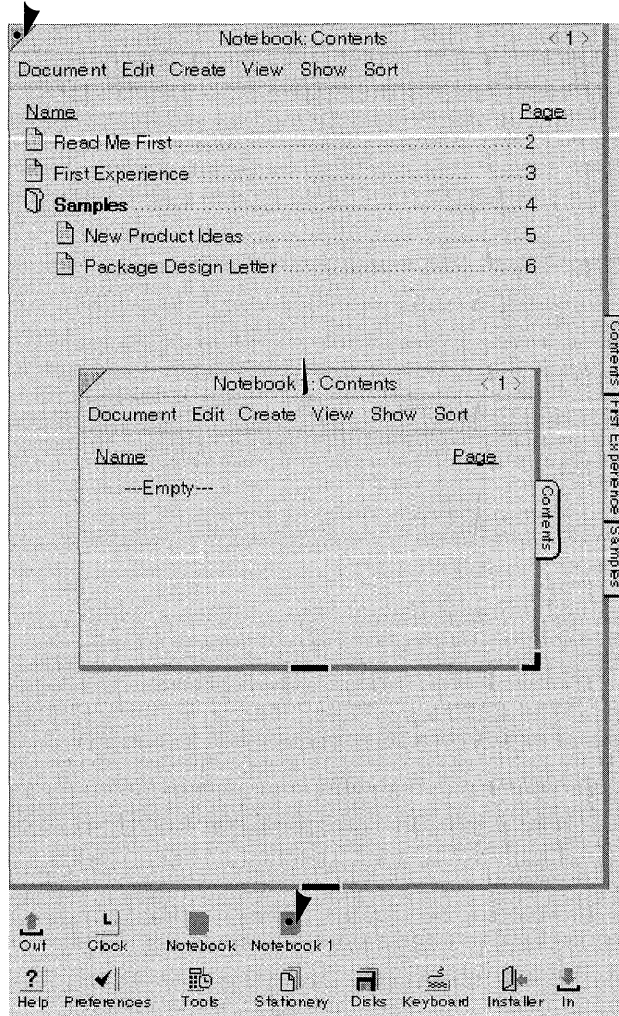 Notebook: Contents < 1 >
Document Edit Create View Show Sort
Name Page
Read Me First 2
First Experience 3
Samples 4
New Product Ideas 5
Package Design Letter 6
Contents
First Experience
Samples
Notebook : Contents < 1 >
Document Edit Create View Show Sort
Name Page
---Empty---
Contents
Out Clock Notebook Notebook 1
Help Preferences Tools Stationery Disks Keyboard Installer In